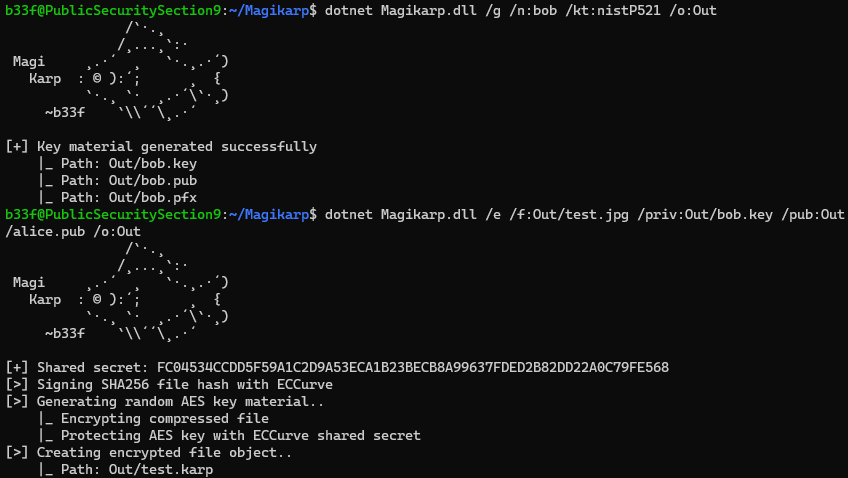 b33f@PublicSecuritySection9:~/Magikarp$ dotnet Magikarp.dll /g /n:bob /kt:nistP521 /o:Out
          /`·.¸
         /¸...¸`:·
 Magi  ¸.·´  ¸   `·.¸.·´)
  Karp : © ):´;      ¸  {
       `·.¸ `·  ¸.·´\`·¸)
   ~b33f   `\\´´\¸.·´
[+] Key material generated successfully
    |_ Path: Out/bob.key
    |_ Path: Out/bob.pub
    |_ Path: Out/bob.pfx
b33f@PublicSecuritySection9:~/Magikarp$ dotnet Magikarp.dll /e /f:Out/test.jpg /priv:Out/bob.key /pub:Out
/alice.pub /o:Out
          /`·.¸
         /¸...¸`:·
 Magi  ¸.·´  ¸   `·.¸.·´)
  Karp : © ):´;      ¸  {
       `·.¸ `·  ¸.·´\`·¸)
   ~b33f   `\\´´\¸.·´
[+] Shared secret: FC04534CCDD5F59A1C2D9A53ECA1B23BECB8A99637FDED2B82DD22A0C79FE568
[>] Signing SHA256 file hash with ECCurve
[>] Generating random AES key material..
    |_ Encrypting compressed file
    |_ Protecting AES key with ECCurve shared secret
[>] Creating encrypted file object..
    |_ Path: Out/test.karp